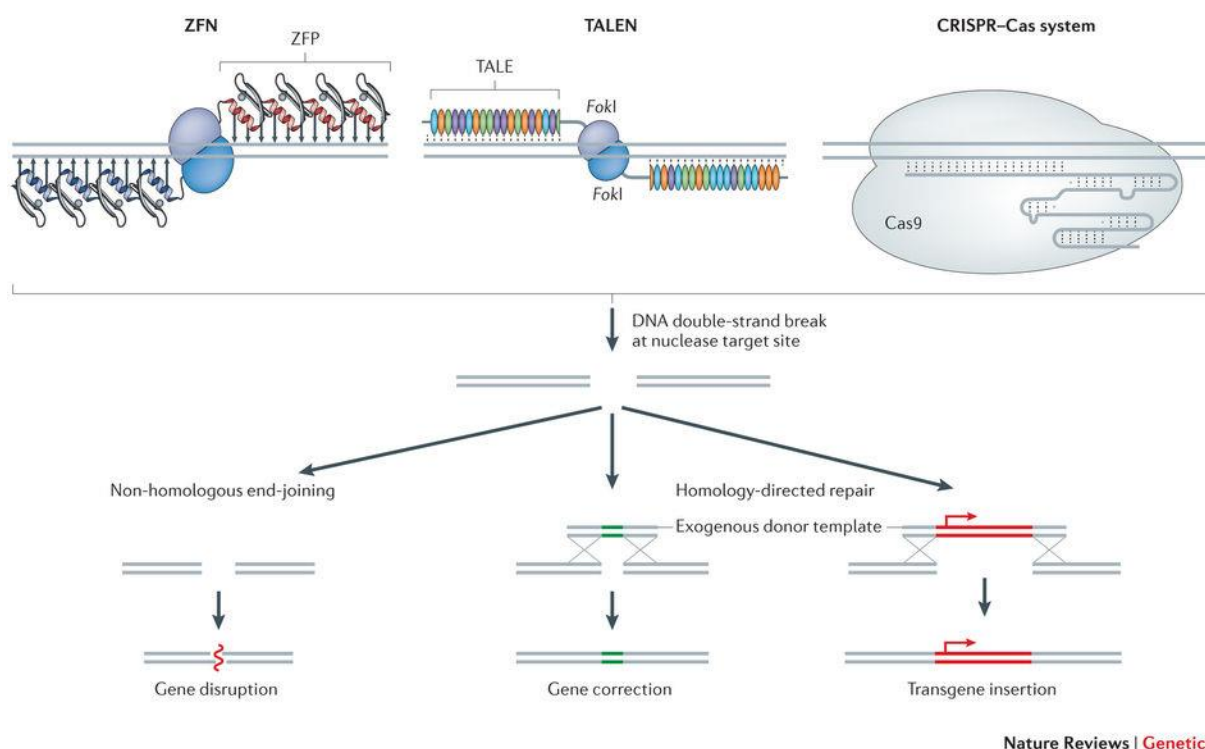 ZFN
TALEN
CRISPR–Cas system
ZFP
TALE
FokI
FokI
Cas9
DNA double-strand break
at nuclease target site
Non-homologous end-joining
Homology-directed repair
Exogenous donor template
Gene disruption
Gene correction
Transgene insertion
Nature Reviews | Genetic